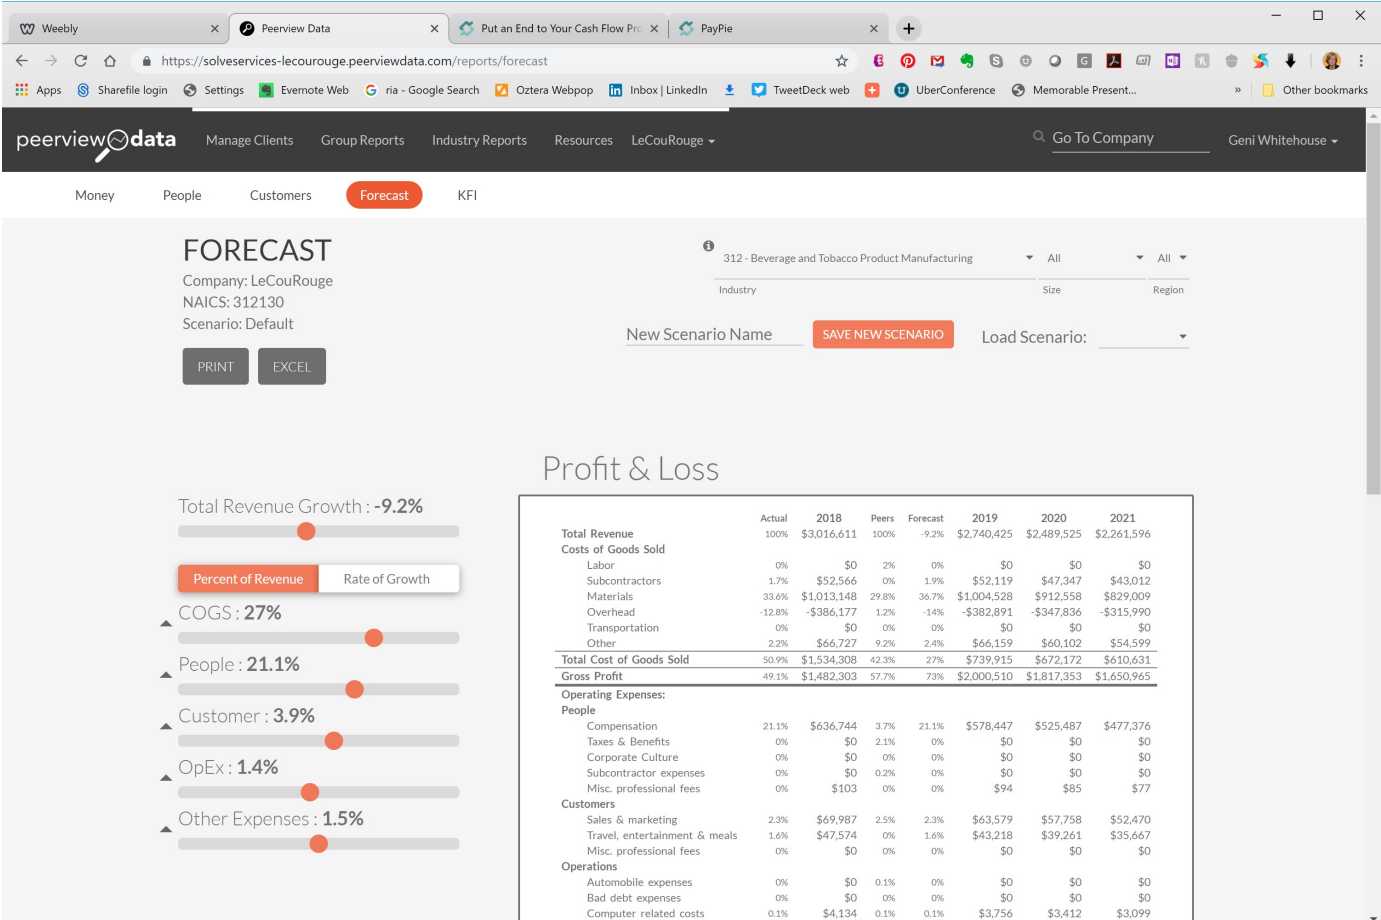 Weebly
Peerview Data
Put an End to Your Cash Flow Pro
PayPie
https://solveservices-lecourouge.peerviewdata.com/reports/forecast
Apps Sharefile login Settings Evernote Web ria - Google Search Oztera Webpop Inbox | LinkedIn TweetDeck web UberConference Memorable Present... » Other bookmarks
peerview data Manage Clients Group Reports Industry Reports Resources LeCouRouge Go To Company Geni Whitehouse
Money People Customers Forecast KFI
FORECAST
Company: LeCouRouge
NAICS: 312130
Scenario: Default
PRINT EXCEL
312 - Beverage and Tobacco Product Manufacturing All All
Industry Size Region
New Scenario Name SAVE NEW SCENARIO Load Scenario:
Profit & Loss
Total Revenue Growth : -9.2%
Percent of Revenue Rate of Growth
COGS : 27%
People : 21.1%
Customer : 3.9%
OpEx : 1.4%
Other Expenses : 1.5%
Actual 2018 Peers Forecast 2019 2020 2021
Total Revenue 100% $3,016,611 100% -9.2% $2,740,425 $2,489,525 $2,261,596
Costs of Goods Sold
Labor 0% $0 2% 0% $0 $0 $0
Subcontractors 1.7% $52,566 0% 1.9% $52,119 $47,347 $43,012
Materials 33.6% $1,013,148 29.8% 36.7% $1,004,528 $912,558 $829,009
Overhead -12.8% -$386,177 1.2% -14% -$382,891 -$347,836 -$315,990
Transportation 0% $0 0% 0% $0 $0 $0
Other 2.2% $66,727 9.2% 2.4% $66,159 $60,102 $54,599
Total Cost of Goods Sold 50.9% $1,534,308 42.3% 27% $739,915 $672,172 $610,631
Gross Profit 49.1% $1,482,303 57.7% 73% $2,000,510 $1,817,353 $1,650,965
Operating Expenses:
People
Compensation 21.1% $636,744 3.7% 21.1% $578,447 $525,487 $477,376
Taxes & Benefits 0% $0 2.1% 0% $0 $0 $0
Corporate Culture 0% $0 0% 0% $0 $0 $0
Subcontractor expenses 0% $0 0.2% 0% $0 $0 $0
Misc. professional fees 0% $103 0% 0% $94 $85 $77
Customers
Sales & marketing 2.3% $69,987 2.5% 2.3% $63,579 $57,758 $52,470
Travel, entertainment & meals 1.6% $47,574 0% 1.6% $43,218 $39,261 $35,667
Misc. professional fees 0% $0 0% 0% $0 $0 $0
Operations
Automobile expenses 0% $0 0.1% 0% $0 $0 $0
Bad debt expenses 0% $0 0% 0% $0 $0 $0
Computer related costs 0.1% $4,134 0.1% 0.1% $3,756 $3,412 $3,099